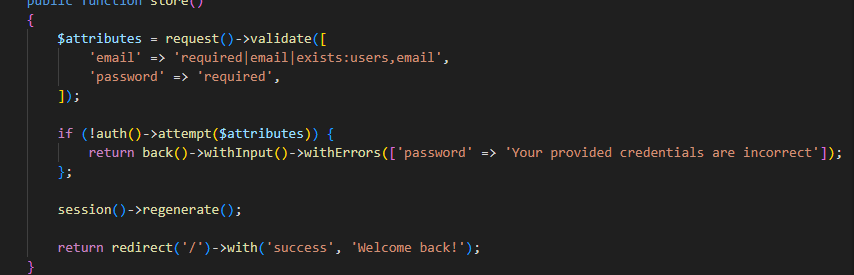 public function store()
{
    $attributes = request()->validate([
        'email' => 'required|email|exists:users,email',
        'password' => 'required',
    ]);
    if (!auth()->attempt($attributes)) {
        return back()->withInput()->withErrors(['password' => 'Your provided credentials are incorrect']);
    };
    session()->regenerate();
    return redirect('/')->with('success', 'Welcome back!');
}